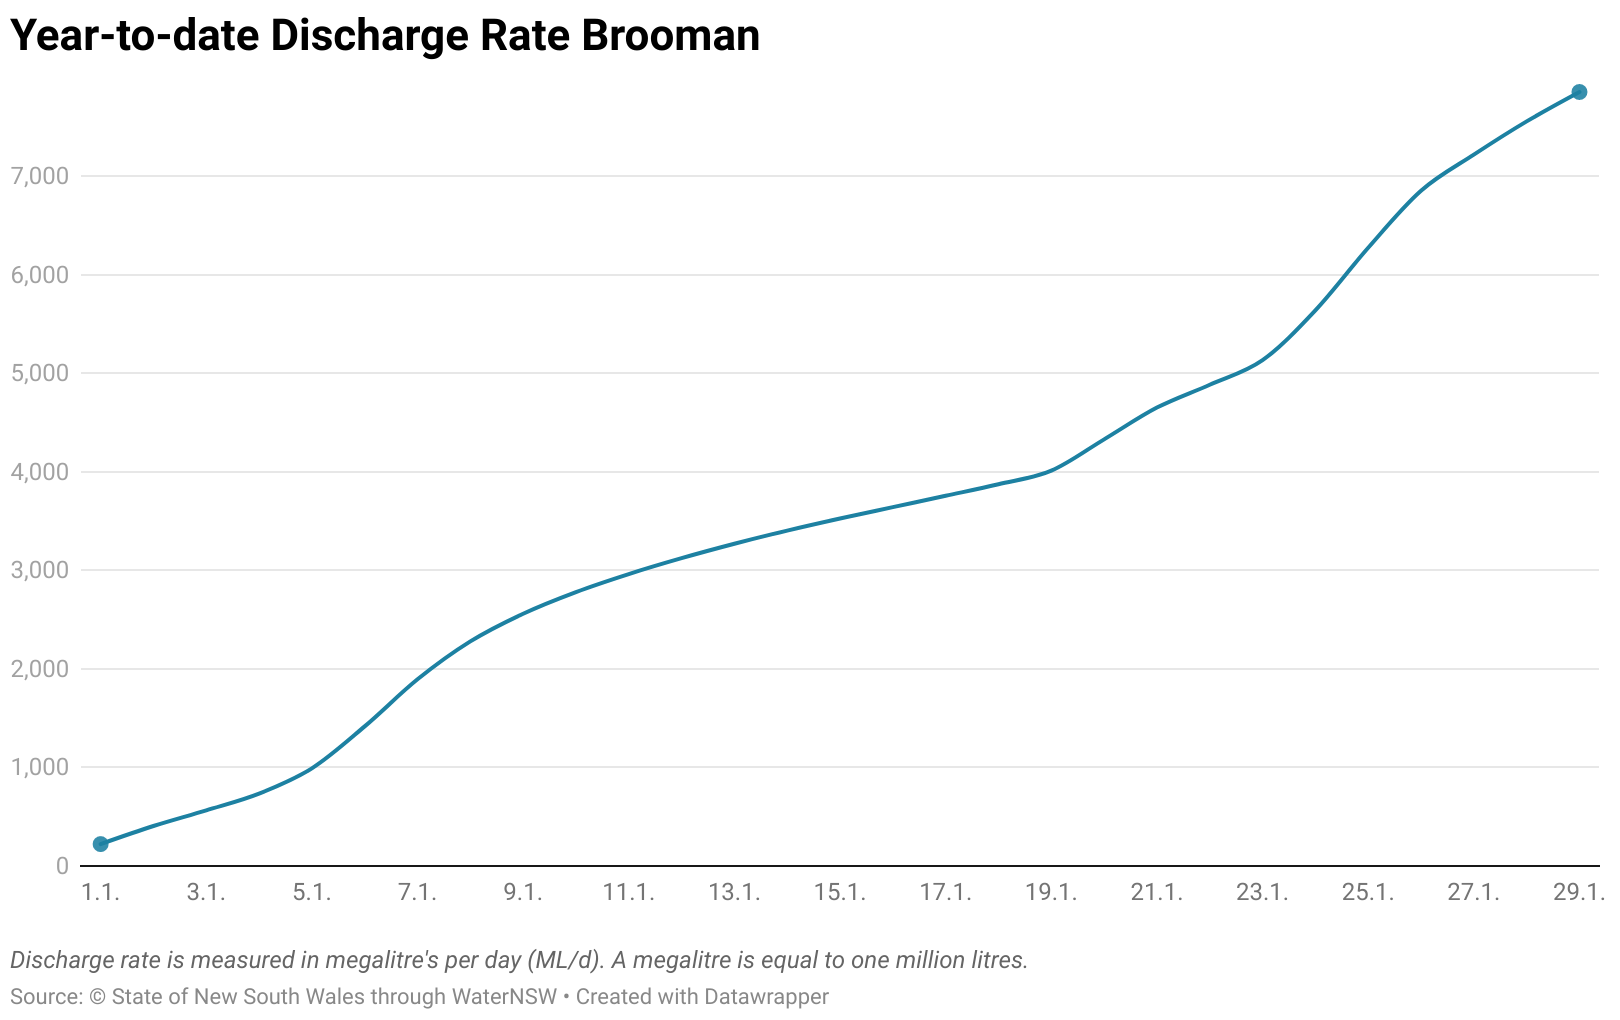 Year-to-date Discharge Rate Brooman
7,000
6,000
5,000
4,000
3,000
2,000
1,000
0
1.1. 3.1. 5.1. 7.1. 9.1. 11.1. 13.1. 15.1. 17.1. 19.1. 21.1. 23.1. 25.1. 27.1. 29.1.
Discharge rate is measured in megalitre's per day (ML/d). A megalitre is equal to one million litres.
Source: © State of New South Wales through WaterNSW • Created with Datawrapper